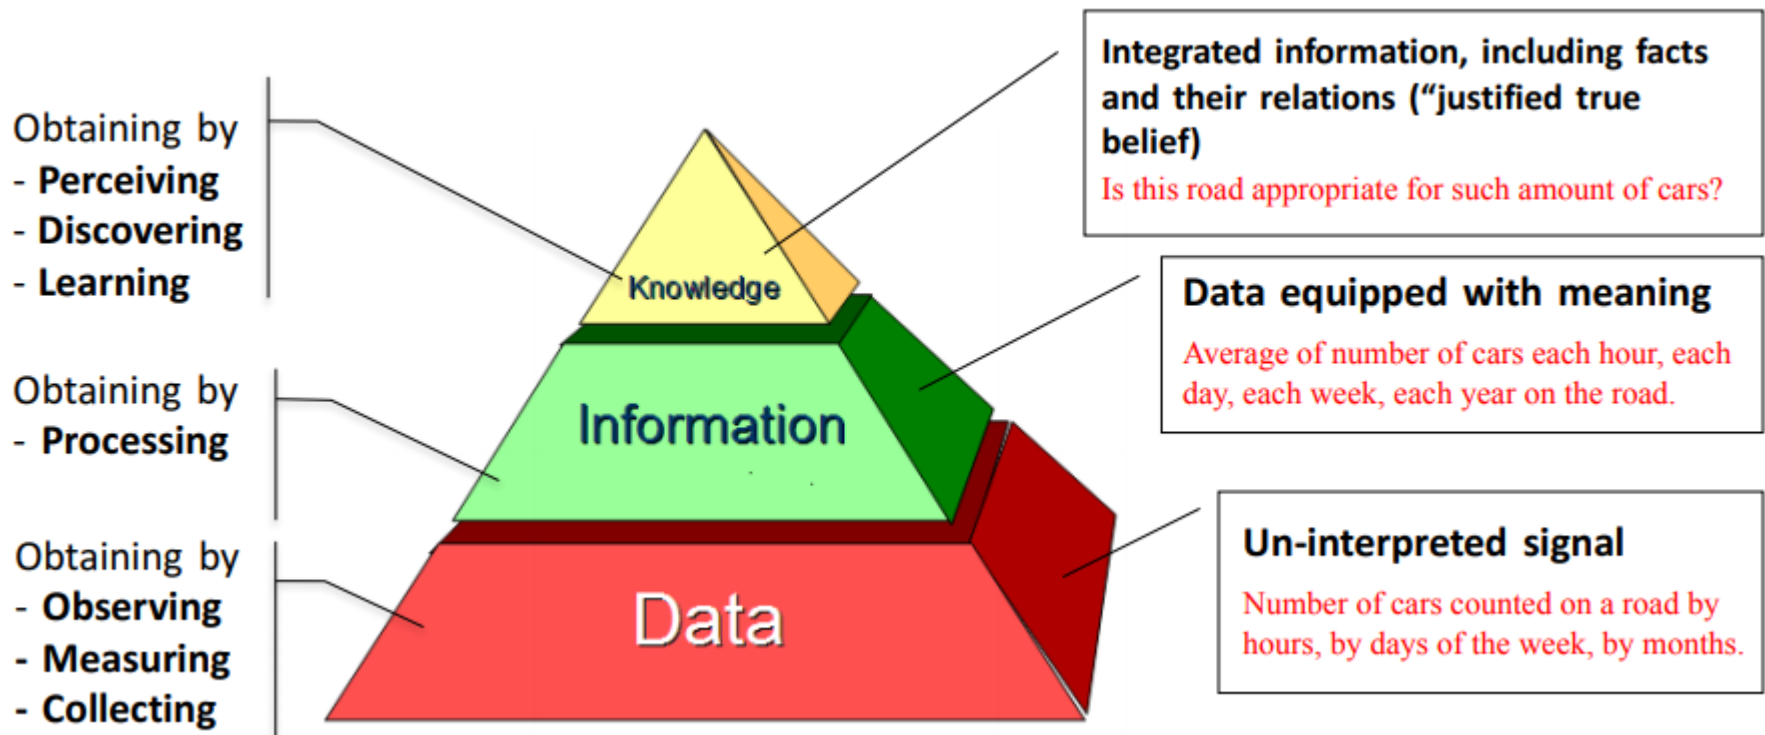 Obtaining by
- Perceiving
- Discovering
- Learning
Obtaining by
- Processing
Obtaining by
- Observing
- Measuring
- Collecting
Knowledge
Information
Data
Integrated information, including facts
and their relations (“justified true
belief)
Is this road appropriate for such amount of cars?
Data equipped with meaning
Average of number of cars each hour, each
day, each week, each year on the road.
Un-interpreted signal
Number of cars counted on a road by
hours, by days of the week, by months.